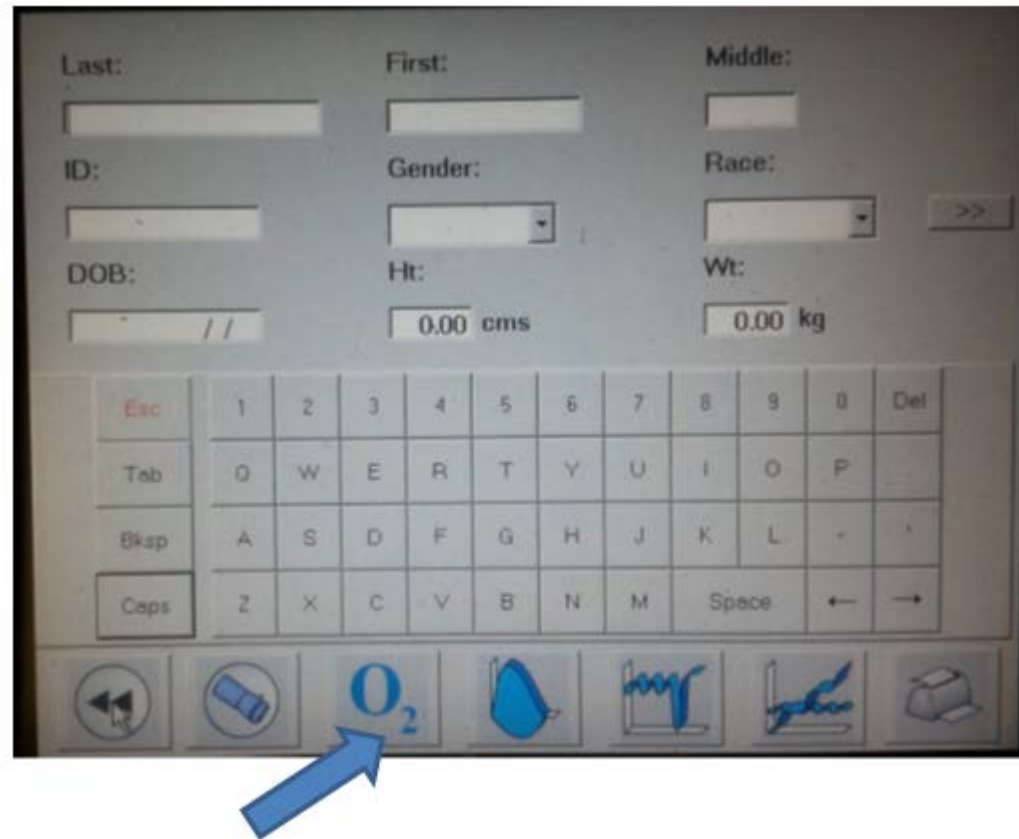 Last: First: Middle:
ID: Gender: Race:
>>
DOB: Ht: Wt:
/ / 0.00 cms 0.00 kg
Esc 1 2 3 4 5 6 7 8 9 0 Del
Tab Q W E R T Y U I O P
Bksp A S D F G H J K L - '
Caps Z X C V B N M Space ← →
O2